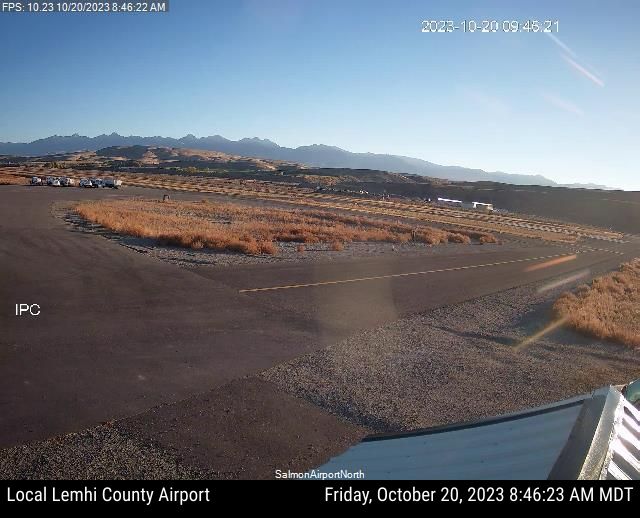 FPS: 10.23 10/20/2023 8:46:22 AM
2023-10-20 09:46:21
IPC
SalmonAirportNorth
Local Lemhi County Airport Friday, October 20, 2023 8:46:23 AM MDT